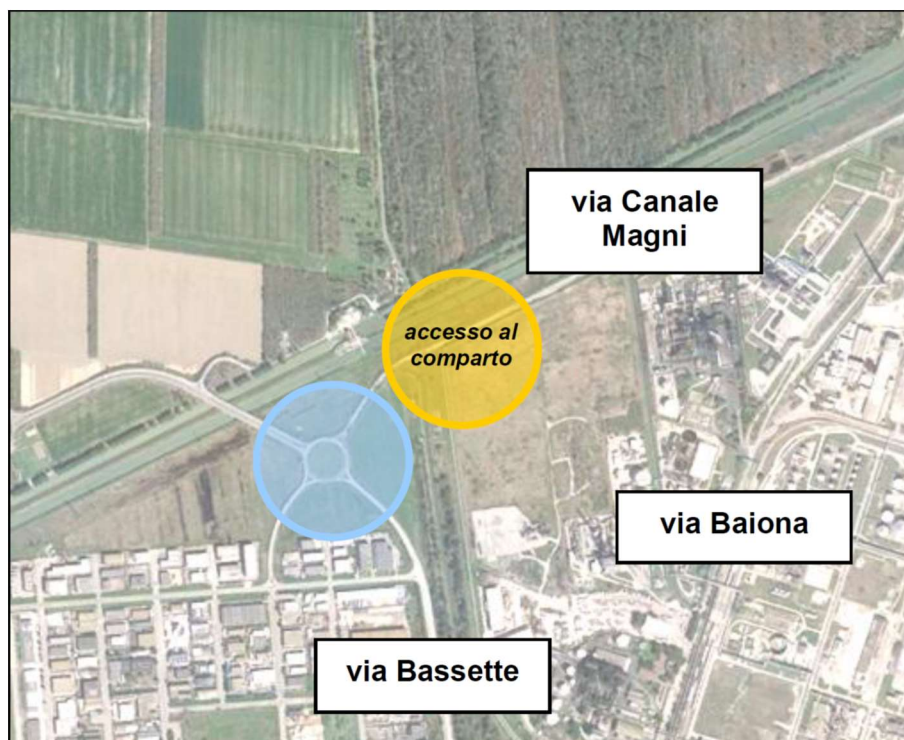 via Canale
Magni
accesso al
comparto
via Baiona
via Bassette